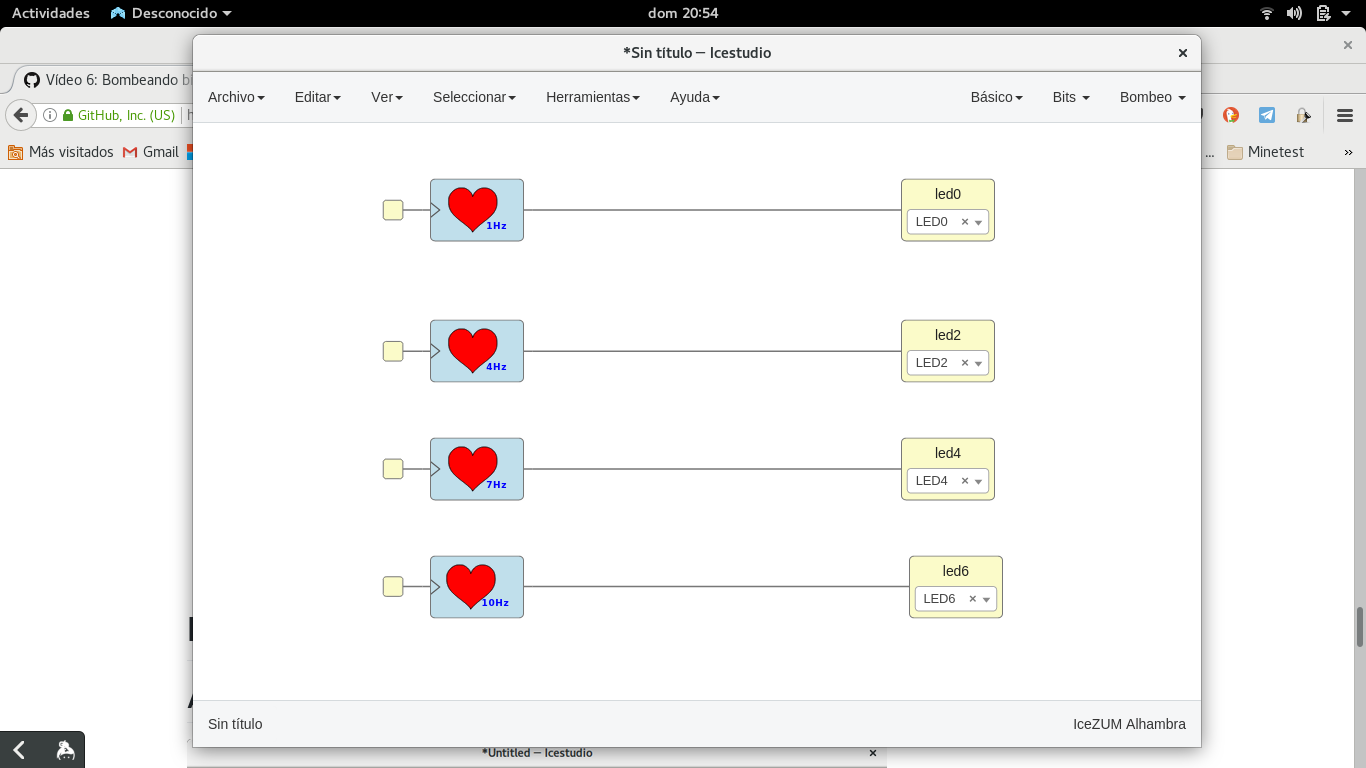 Actividades Desconocido dom 20:54
*Sin título – Icestudio
Vídeo 6: Bombeando bi
Archivo Editar Ver Seleccionar Herramientas Ayuda Básico Bits Bombeo
GitHub, Inc. (US) h
Más visitados Gmail ... Minetest »
led0
LED0 ×
1Hz
led2
LED2 ×
4Hz
led4
LED4 ×
7Hz
led6
LED6 ×
10Hz
Sin título IceZUM Alhambra
*Untitled – Icestudio